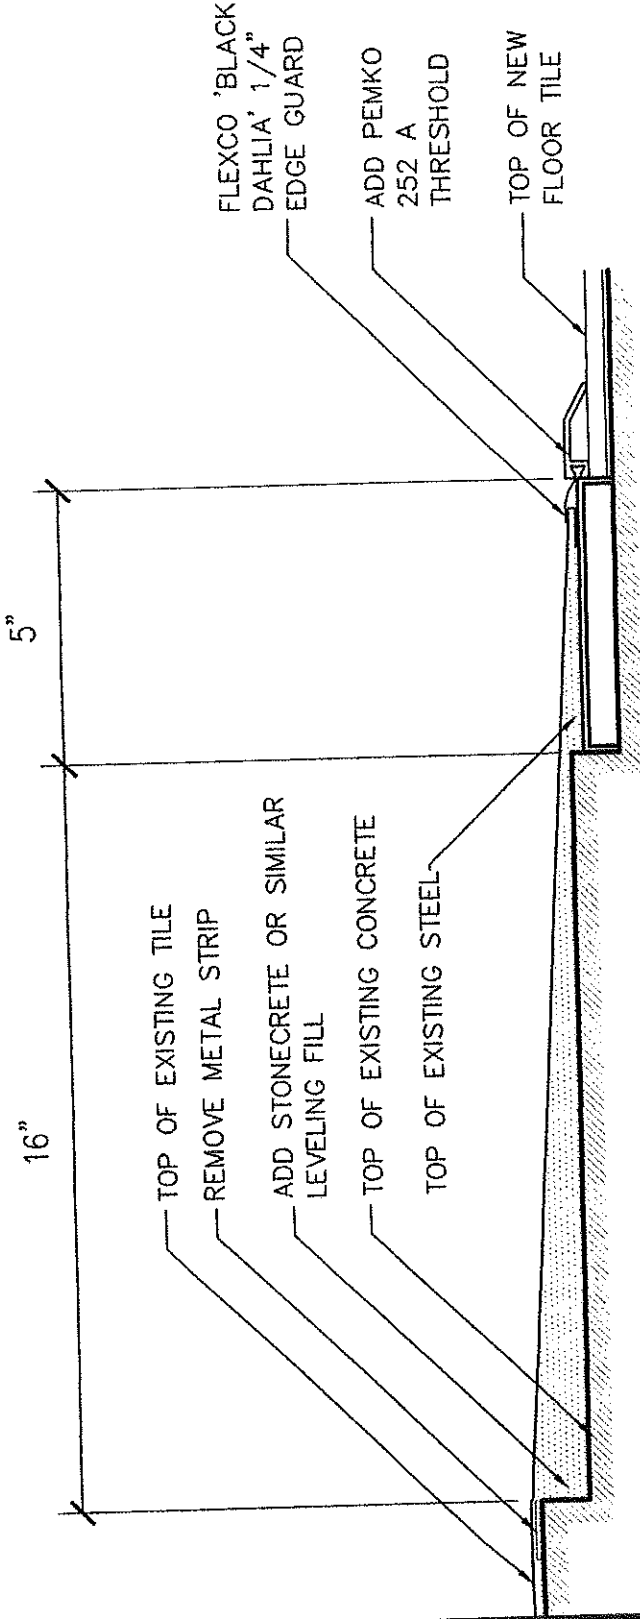 16”
5”
TOP OF EXISTING TILE
REMOVE METAL STRIP
ADD STONECRETE OR SIMILAR
LEVELING FILL
TOP OF EXISTING CONCRETE
TOP OF EXISTING STEEL
FLEXCO 'BLACK
DAHLIA' 1/4”
EDGE GUARD
ADD PEMKO
252 A
THRESHOLD
TOP OF NEW
FLOOR TILE